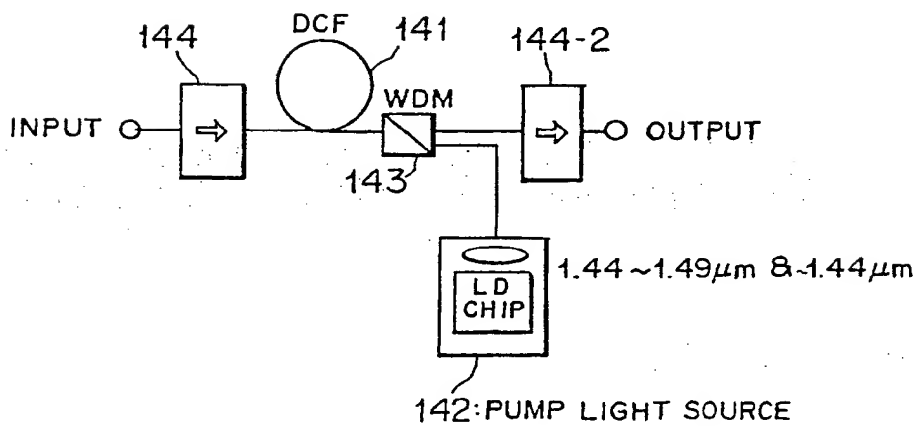 DCF
144
141
144-2
WDM
INPUT
OUTPUT
143
1.44~1.49μm &~1.44μm
LD
CHIP
142:PUMP LIGHT SOURCE